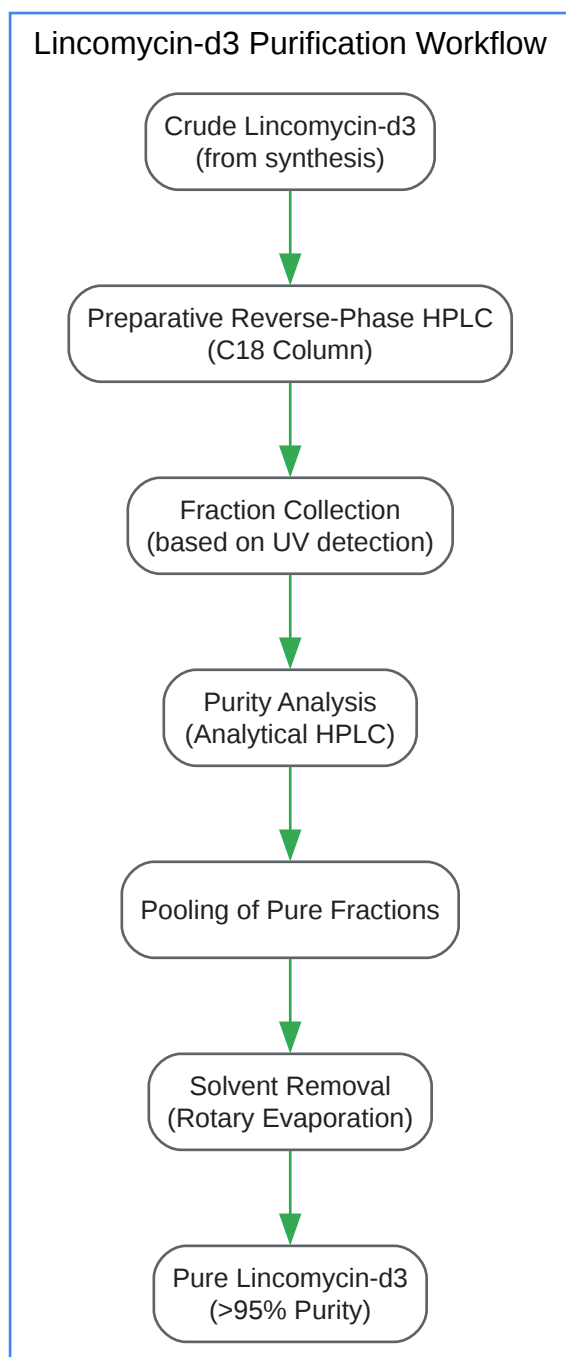 Lincomycin-d3 Purification Workflow
Crude Lincomycin-d3
(from synthesis)
Preparative Reverse-Phase HPLC
(C18 Column)
Fraction Collection
(based on UV detection)
Purity Analysis
(Analytical HPLC)
Pooling of Pure Fractions
Solvent Removal
(Rotary Evaporation)
Pure Lincomycin-d3
(>95% Purity)